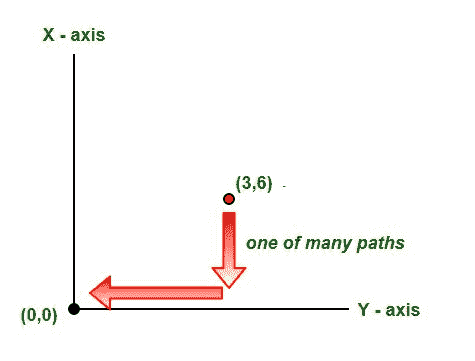 X - axis
(3,6)
one of many paths
(0,0)
Y - axis